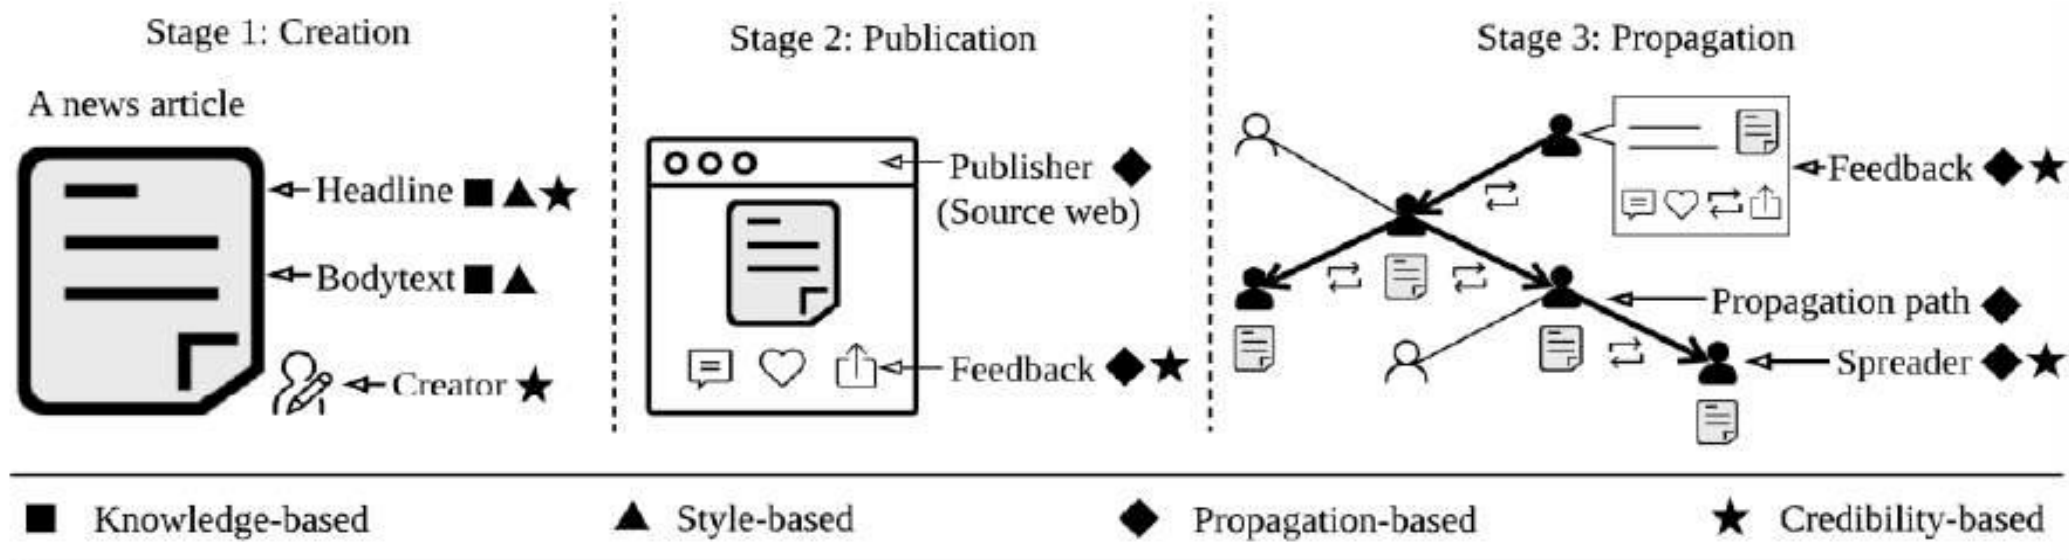 Stage 1: Creation
A news article
Headline
Bodytext
Creator
Stage 2: Publication
Publisher
(Source web)
Feedback
Stage 3: Propagation
Feedback
Propagation path
Spreader
Knowledge-based
Style-based
Propagation-based
Credibility-based